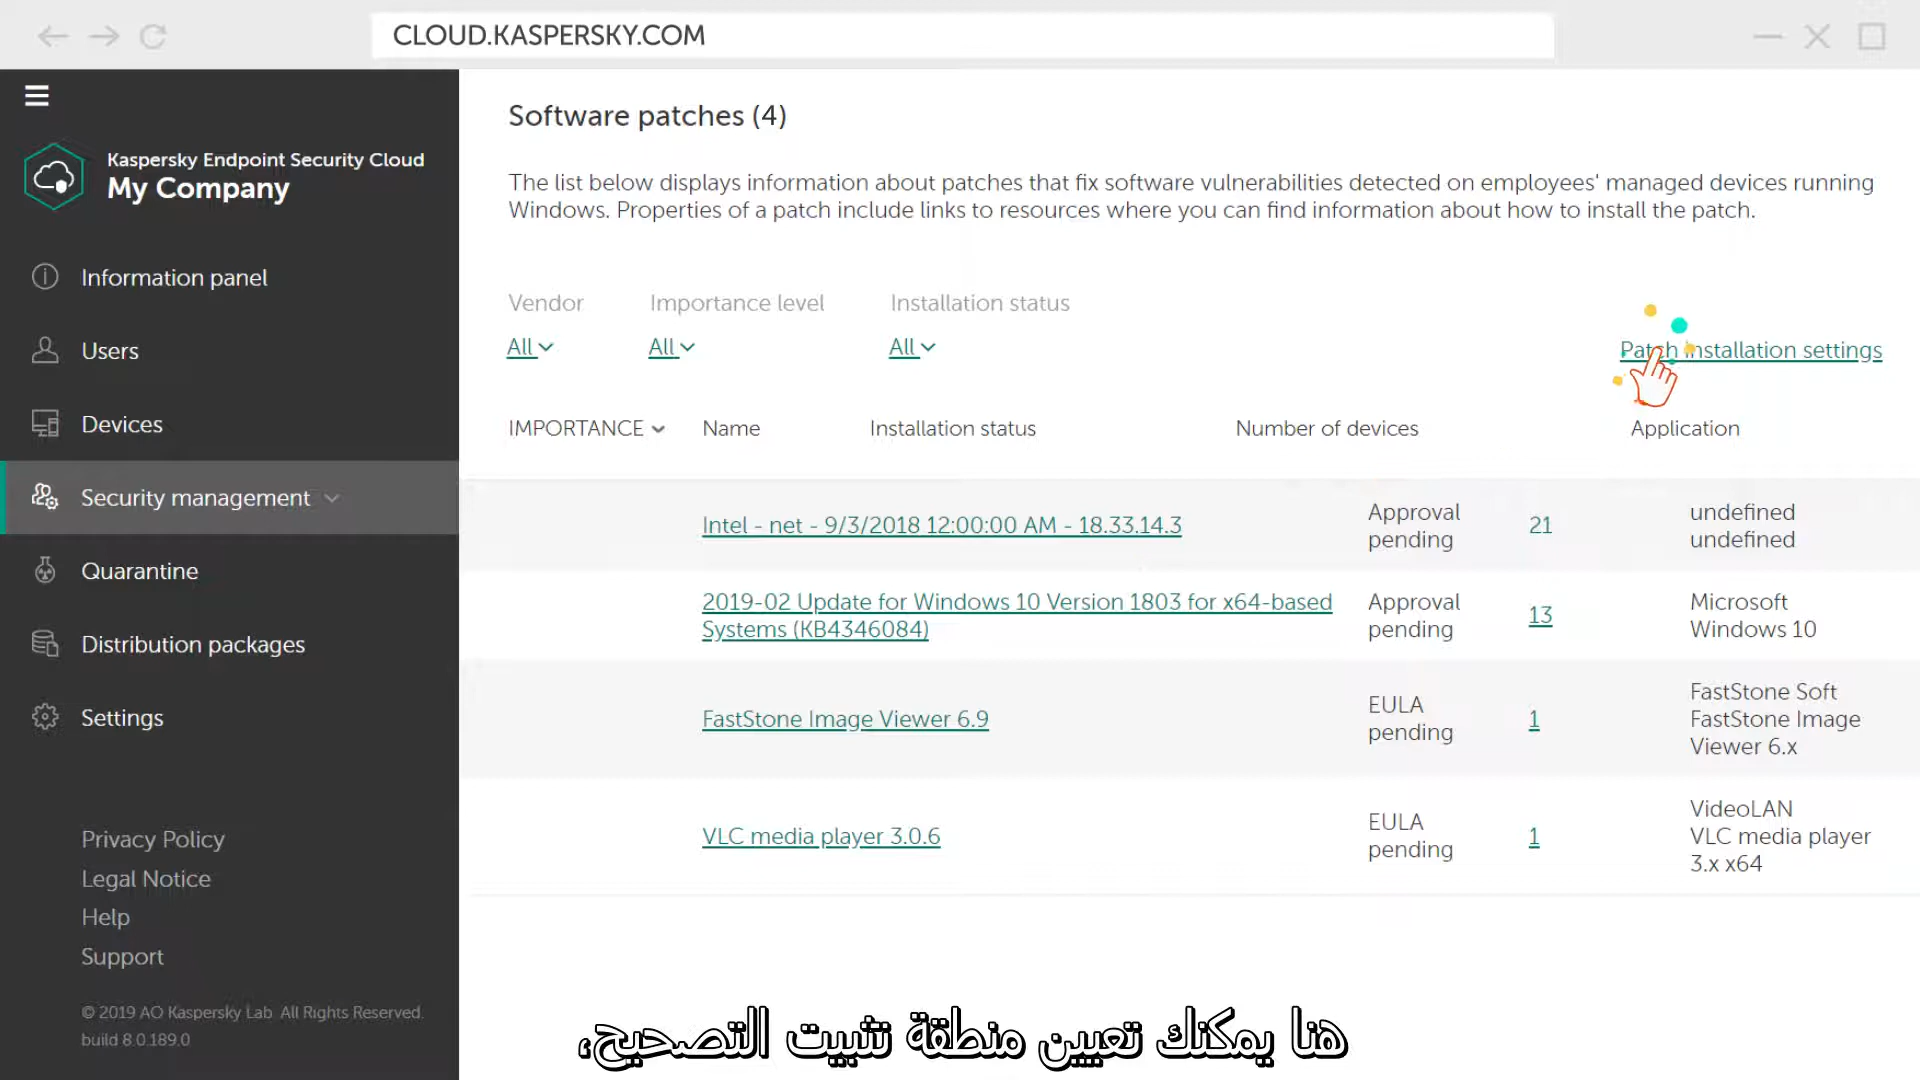 CLOUD.KASPERSKY.COM
Kaspersky Endpoint Security Cloud
My Company
Information panel
Users
Devices
Security management
Quarantine
Distribution packages
Settings
Privacy Policy
Legal Notice
Help
Support
© 2019 AO Kaspersky Lab. All Rights Reserved.
build 8.0.189.0
Software patches (4)
The list below displays information about patches that fix software vulnerabilities detected on employees' managed devices running
Windows. Properties of a patch include links to resources where you can find information about how to install the patch.
Vendor Importance level Installation status
All All All
Patch installation settings
IMPORTANCE Name Installation status Number of devices Application
Intel - net - 9/3/2018 12:00:00 AM - 18.33.14.3
Approval
pending
21
undefined
undefined
2019-02 Update for Windows 10 Version 1803 for x64-based
Systems (KB4346084)
Approval
pending
13
Microsoft
Windows 10
FastStone Image Viewer 6.9
EULA
pending
1
FastStone Soft
FastStone Image
Viewer 6.x
VLC media player 3.0.6
EULA
pending
1
VideoLAN
VLC media player
3.x x64
هنا يمكنك تعيين منطقة تثبيت التصحيح،